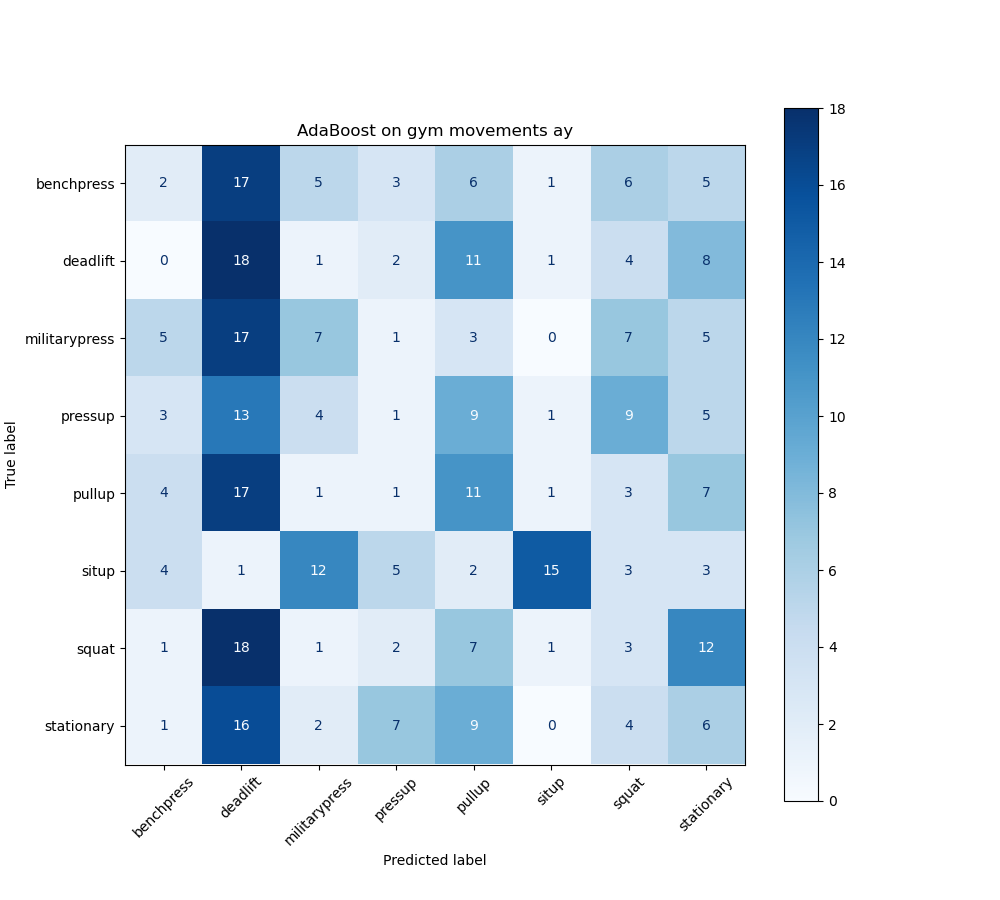 AdaBoost on gym movements ay
True label
benchpress 2 17 5 3 6 1 6 5
deadlift 0 18 1 2 11 1 4 8
militarypress 5 17 7 1 3 0 7 5
pressup 3 13 4 1 9 1 9 5
pullup 4 17 1 1 11 1 3 7
situp 4 1 12 5 2 15 3 3
squat 1 18 1 2 7 1 3 12
stationary 1 16 2 7 9 0 4 6
benchpress deadlift militarypress pressup pullup situp squat stationary
Predicted label
18
16
14
12
10
8
6
4
2
0